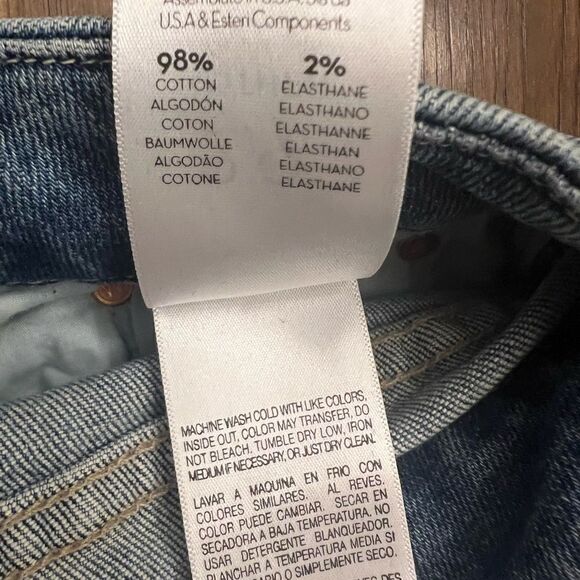 U.S.A & Esteri Components
98%
COTTON
ALGODÓN
COTON
BAUMWOLLE
ALGODÃO
COTONE
2%
ELASTHANE
ELASTHANO
ELASTHANNE
ELASTHAN
ELASTHANO
ELASTHANE
MACHINE WASH COLD WITH LIKE COLORS,
INSIDE OUT, COLOR MAY TRANSFER, DO
NOT BLEACH. TUMBLE DRY LOW, IRON
MEDIUM IF NECESSARY, OR JUST DRY CLEAN.
LAVAR A MAQUINA EN FRIO CON
COLORES SIMILARES. AL REVES.
COLOR PUEDE CAMBIAR. SECAR EN
SECADORA A BAJA TEMPERATURA. NO
USAR DETERGENTE BLANQUEADOR.
PLANCHAR A TEMPERATURA MEDIA SI
ES NECESARIO O SIMPLEMENTE SECO.